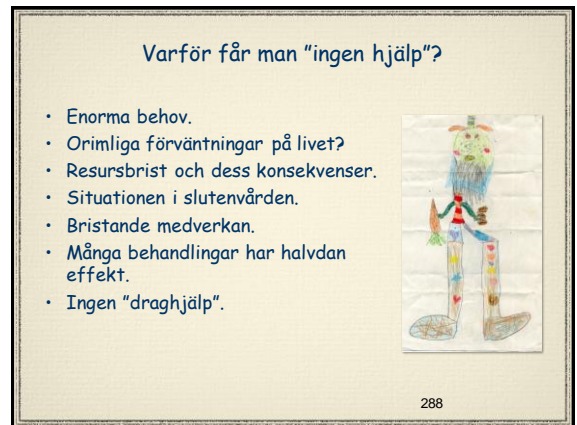 Varför får man ”ingen hjälp”?
• Enorma behov.
• Orimliga förväntningar på livet?
• Resursbrist och dess konsekvenser.
• Situationen i slutenvården.
• Bristande medverkan.
• Många behandlingar har halvdan
effekt.
• Ingen ”draghjälp”.
288